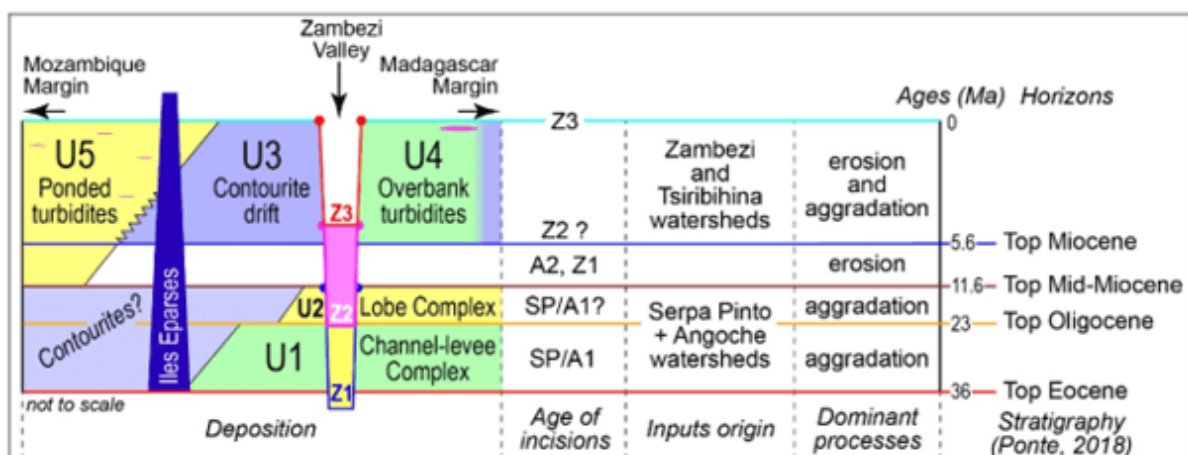 Zambezi
Valley
Mozambique
Margin
Madagascar
Margin
Ages (Ma) Horizons
U5
Ponded
turbidites
U3
Contourite
drift
U4
Overbank
turbidites
Z3
Z3
Zambezi
and
Tsiribihina
watersheds
erosion
and
aggradation
0
Z2 ?
5.6 Top Miocene
A2, Z1
erosion
11.6 Top Mid-Miocene
Contourites?
Iles Eparses
U2
Z2
Lobe Complex
SP/A1?
Serpa Pinto
+ Angoche
watersheds
aggradation
23 Top Oligocene
U1
Channel-levee
Complex
SP/A1
aggradation
Z1
36 Top Eocene
not to scale
Deposition
Age of
incisions
Inputs origin
Dominant
processes
Stratigraphy
(Ponte, 2018)